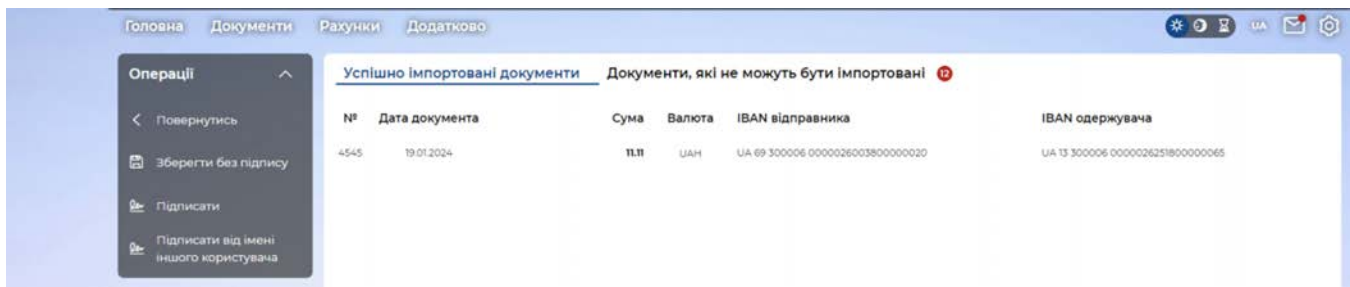 Головна Документи Рахунки Додатково UA
Операції
Повернутись
Зберегти без підпису
Підписати
Підписати від імені
іншого користувача
Успішно імпортовані документи Документи, які не можуть бути імпортовані 12
№ Дата документа Сума Валюта IBAN відправника IBAN одержувача
4545 19.01.2024 11.11 UAH UA 69 300006 0000026003800000020 UA 13 300006 0000026251800000065